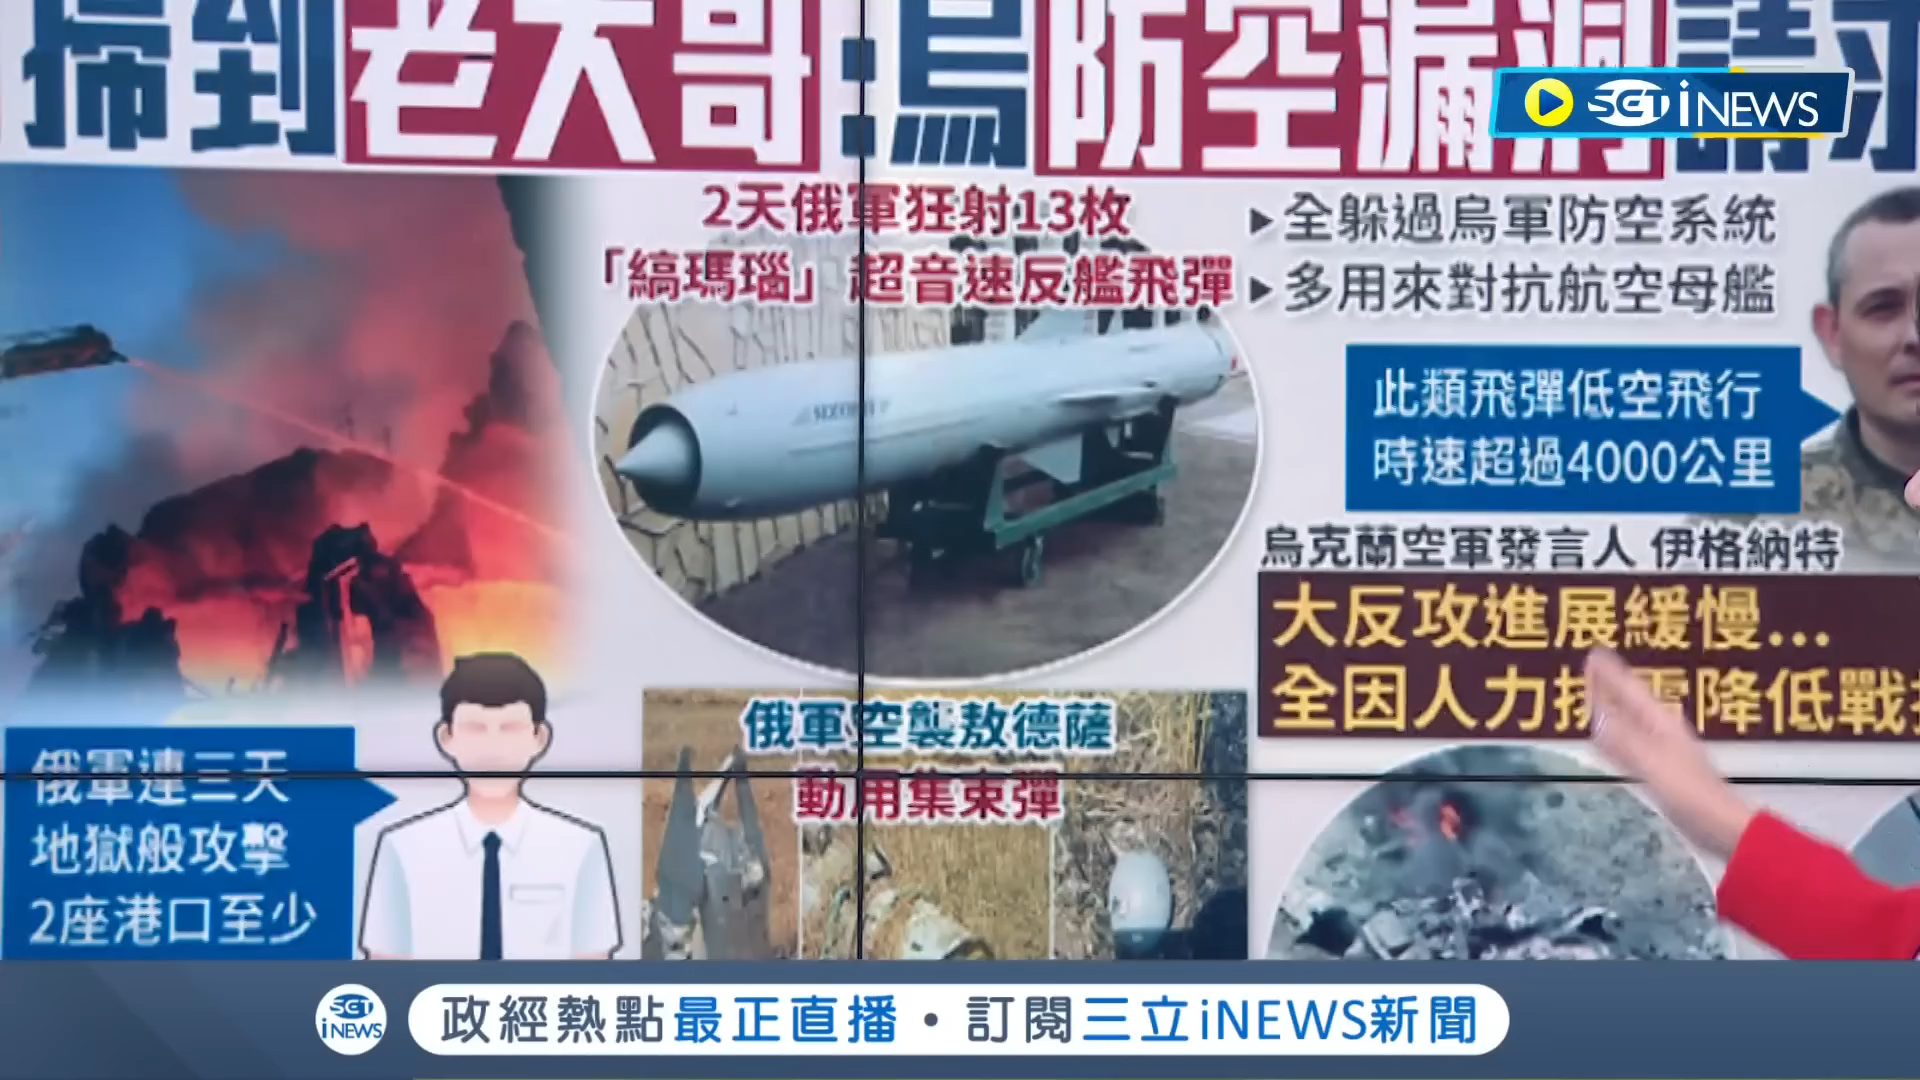 掃到老大哥：烏防空漏洞請求
SET iNEWS
2天俄軍狂射13枚
「縞瑪瑙」超音速反艦飛彈
▸全躲過烏軍防空系統
▸多用來對抗航空母艦
此類飛彈低空飛行
時速超過4000公里
烏克蘭空軍發言人 伊格納特
大反攻進展緩慢...
全因人力排雷降低戰
俄軍空襲敖德薩
動用集束彈
俄軍連三天
地獄般攻擊
2座港口至少
SET iNEWS
政經熱點最正直播・訂閱三立iNEWS新聞